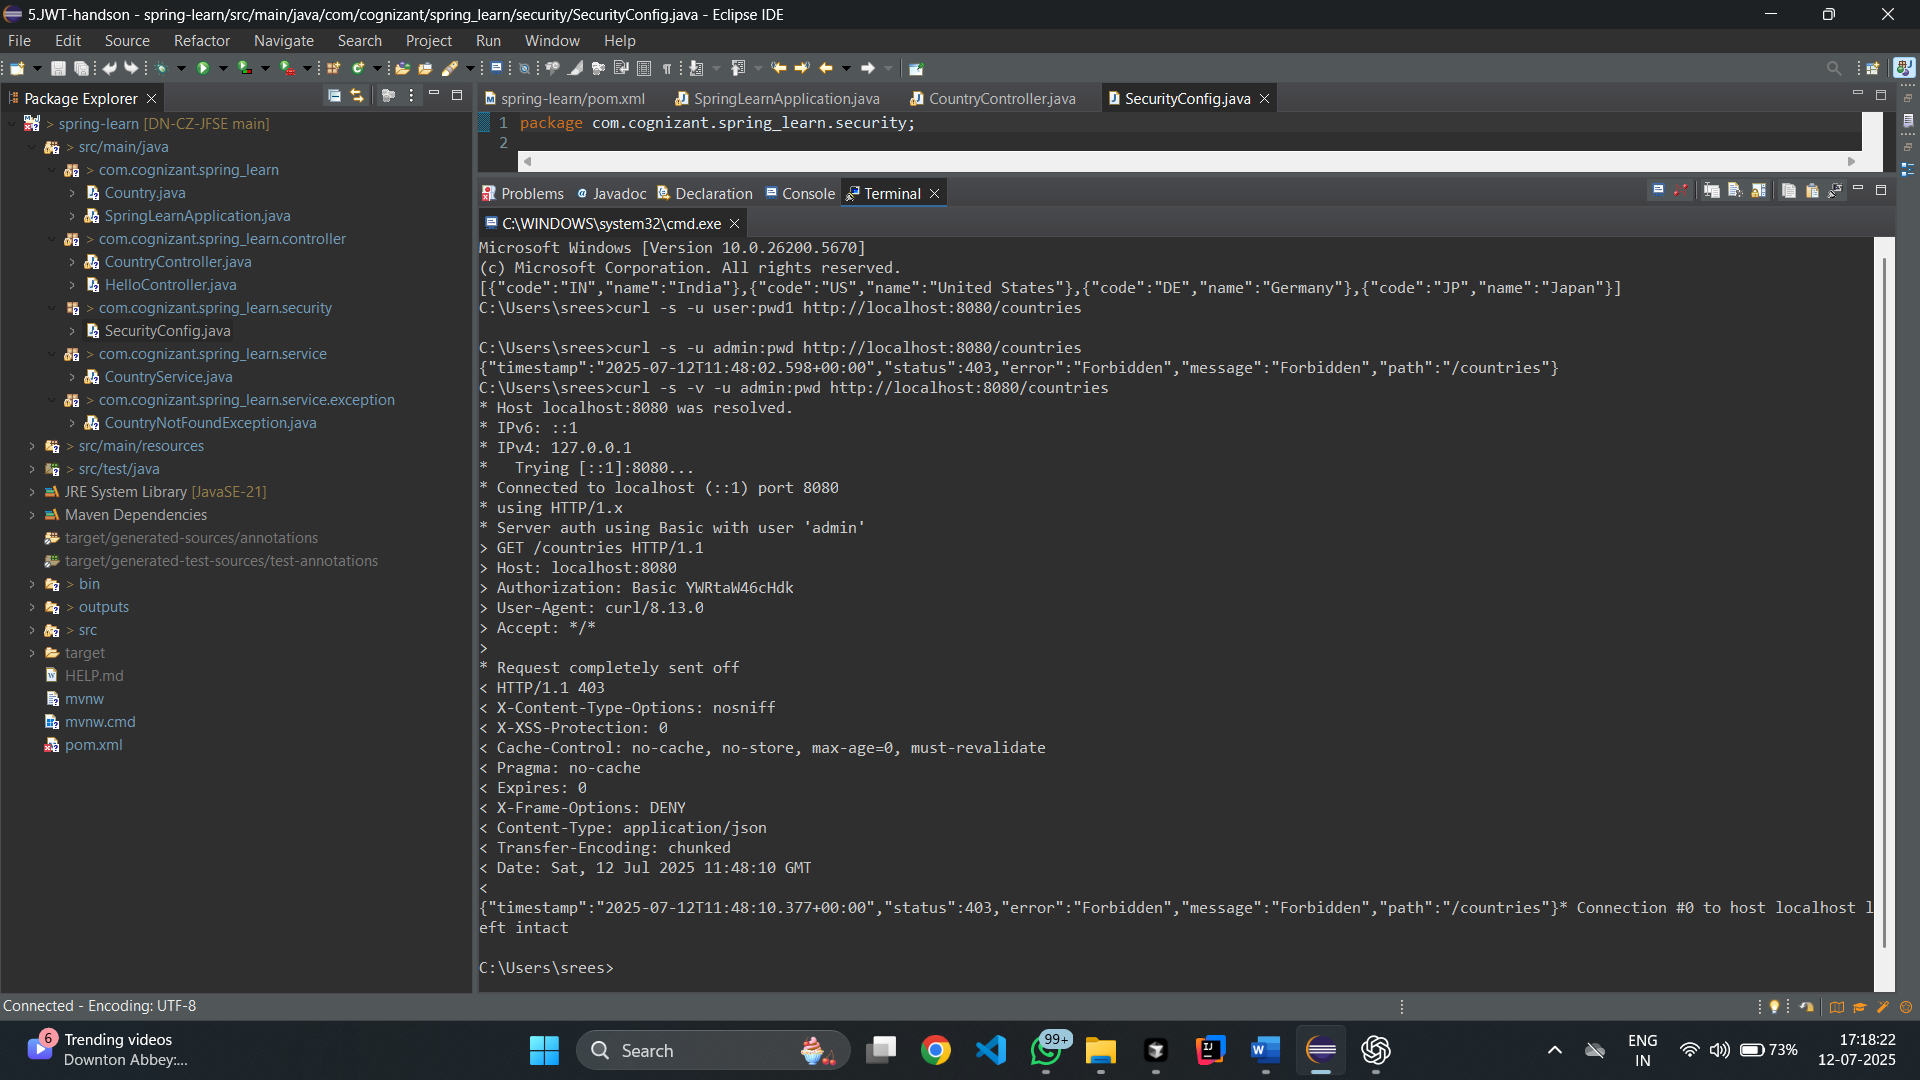 5.JWT-handson - spring-learn/src/main/java/com/cognizant/spring_learn/security/SecurityConfig.java - Eclipse IDE
File Edit Source Refactor Navigate Search Project Run Window Help
Package Explorer
> spring-learn [DN-CZ-JFSE main]
> src/main/java
> com.cognizant.spring_learn
> Country.java
> SpringLearnApplication.java
> com.cognizant.spring_learn.controller
> CountryController.java
> HelloController.java
> com.cognizant.spring_learn.security
> SecurityConfig.java
> com.cognizant.spring_learn.service
> CountryService.java
> com.cognizant.spring_learn.service.exception
> CountryNotFoundException.java
> > src/main/resources
> > src/test/java
> JRE System Library [JavaSE-21]
> Maven Dependencies
target/generated-sources/annotations
target/generated-test-sources/test-annotations
> > bin
> > outputs
> > src
> target
HELP.md
mvnw
mvnw.cmd
pom.xml
spring-learn/pom.xml SpringLearnApplication.java CountryController.java SecurityConfig.java
1 package com.cognizant.spring_learn.security;
2
Problems Javadoc Declaration Console Terminal
C:\WINDOWS\system32\cmd.exe
Microsoft Windows [Version 10.0.26200.5670]
(c) Microsoft Corporation. All rights reserved.
[{"code":"IN","name":"India"},{"code":"US","name":"United States"},{"code":"DE","name":"Germany"},{"code":"JP","name":"Japan"}]
C:\Users\srees>curl -s -u user:pwd1 http://localhost:8080/countries
C:\Users\srees>curl -s -u admin:pwd http://localhost:8080/countries
{"timestamp":"2025-07-12T11:48:02.598+00:00","status":403,"error":"Forbidden","message":"Forbidden","path":"/countries"}
C:\Users\srees>curl -s -v -u admin:pwd http://localhost:8080/countries
* Host localhost:8080 was resolved.
* IPv6: ::1
* IPv4: 127.0.0.1
* Trying [::1]:8080...
* Connected to localhost (::1) port 8080
* using HTTP/1.x
* Server auth using Basic with user 'admin'
> GET /countries HTTP/1.1
> Host: localhost:8080
> Authorization: Basic YWRtaW46cHdk
> User-Agent: curl/8.13.0
> Accept: */*
>
* Request completely sent off
< HTTP/1.1 403
< X-Content-Type-Options: nosniff
< X-XSS-Protection: 0
< Cache-Control: no-cache, no-store, max-age=0, must-revalidate
< Pragma: no-cache
< Expires: 0
< X-Frame-Options: DENY
< Content-Type: application/json
< Transfer-Encoding: chunked
< Date: Sat, 12 Jul 2025 11:48:10 GMT
<
{"timestamp":"2025-07-12T11:48:10.377+00:00","status":403,"error":"Forbidden","message":"Forbidden","path":"/countries"}* Connection #0 to host localhost l
eft intact
C:\Users\srees>
Connected - Encoding: UTF-8
6
Trending videos
Downton Abbey:...
Search
99+
ENG
IN
73%
17:18:22
12-07-2025